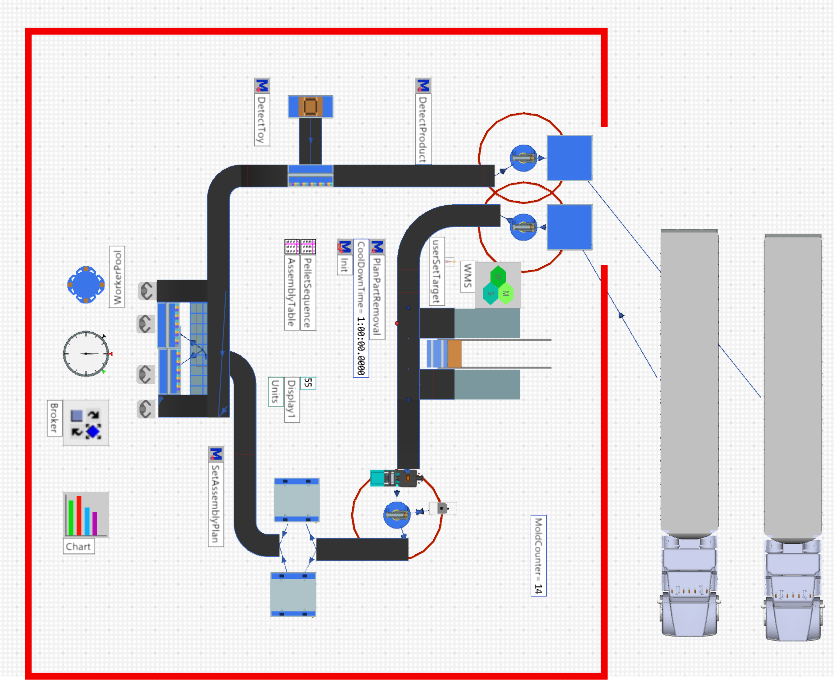 DetectToy
DetectProduct
WorkerPool
AssemblyTable
PelletSequence
Init
CoolDownTime= 1:00:00.0000
PlanPartRemoval
userSetTarget
WMS
S
M
Units
Display1
55
Broker
SetAssemblyPlan
Chart
MoldCounter= 14